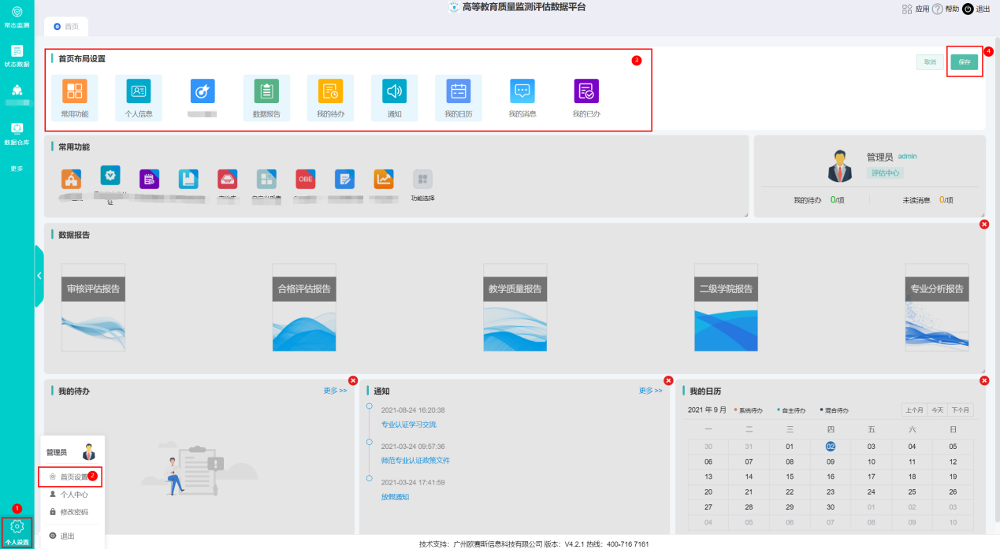 高等教育质量监测评估数据平台
应用 帮助 退出
常态监测
状态数据
数据仓库
更多
首页
首页布局设置
3
取消
保存
4
常用功能
个人信息
数据报告
我的待办
通知
我的日历
我的消息
我的已办
常用功能
OBE
证
功能选择
管理员 admin
评估中心
我的待办 0/项
未读消息 0/项
数据报告
审核评估报告
合格评估报告
教学质量报告
二级学院报告
专业分析报告
我的待办
更多 >>
通知
更多 >>
2021-08-24 16:20:38
专业认证学习交流
2021-03-24 09:57:36
师范专业认证政策文件
2021-03-24 17:41:59
放假通知
我的日历
2021 年 9 月 系统待办 自主待办 混合待办
上个月 今天 下个月
一 二 三 四 五 六 日
30 31 01 02 03 04 05
06 07 08 09 10 11 12
13 14 15 16 17 18 19
20 21 22 23 24 25 26
27 28 29 30 01 02 03
04 05 06 07 08 09 10
管理员
首页设置 2
个人中心
修改密码
退出
1
个人设置
技术支持：广州欧赛斯信息科技有限公司 版本：V4.2.1 热线：400-716 7161